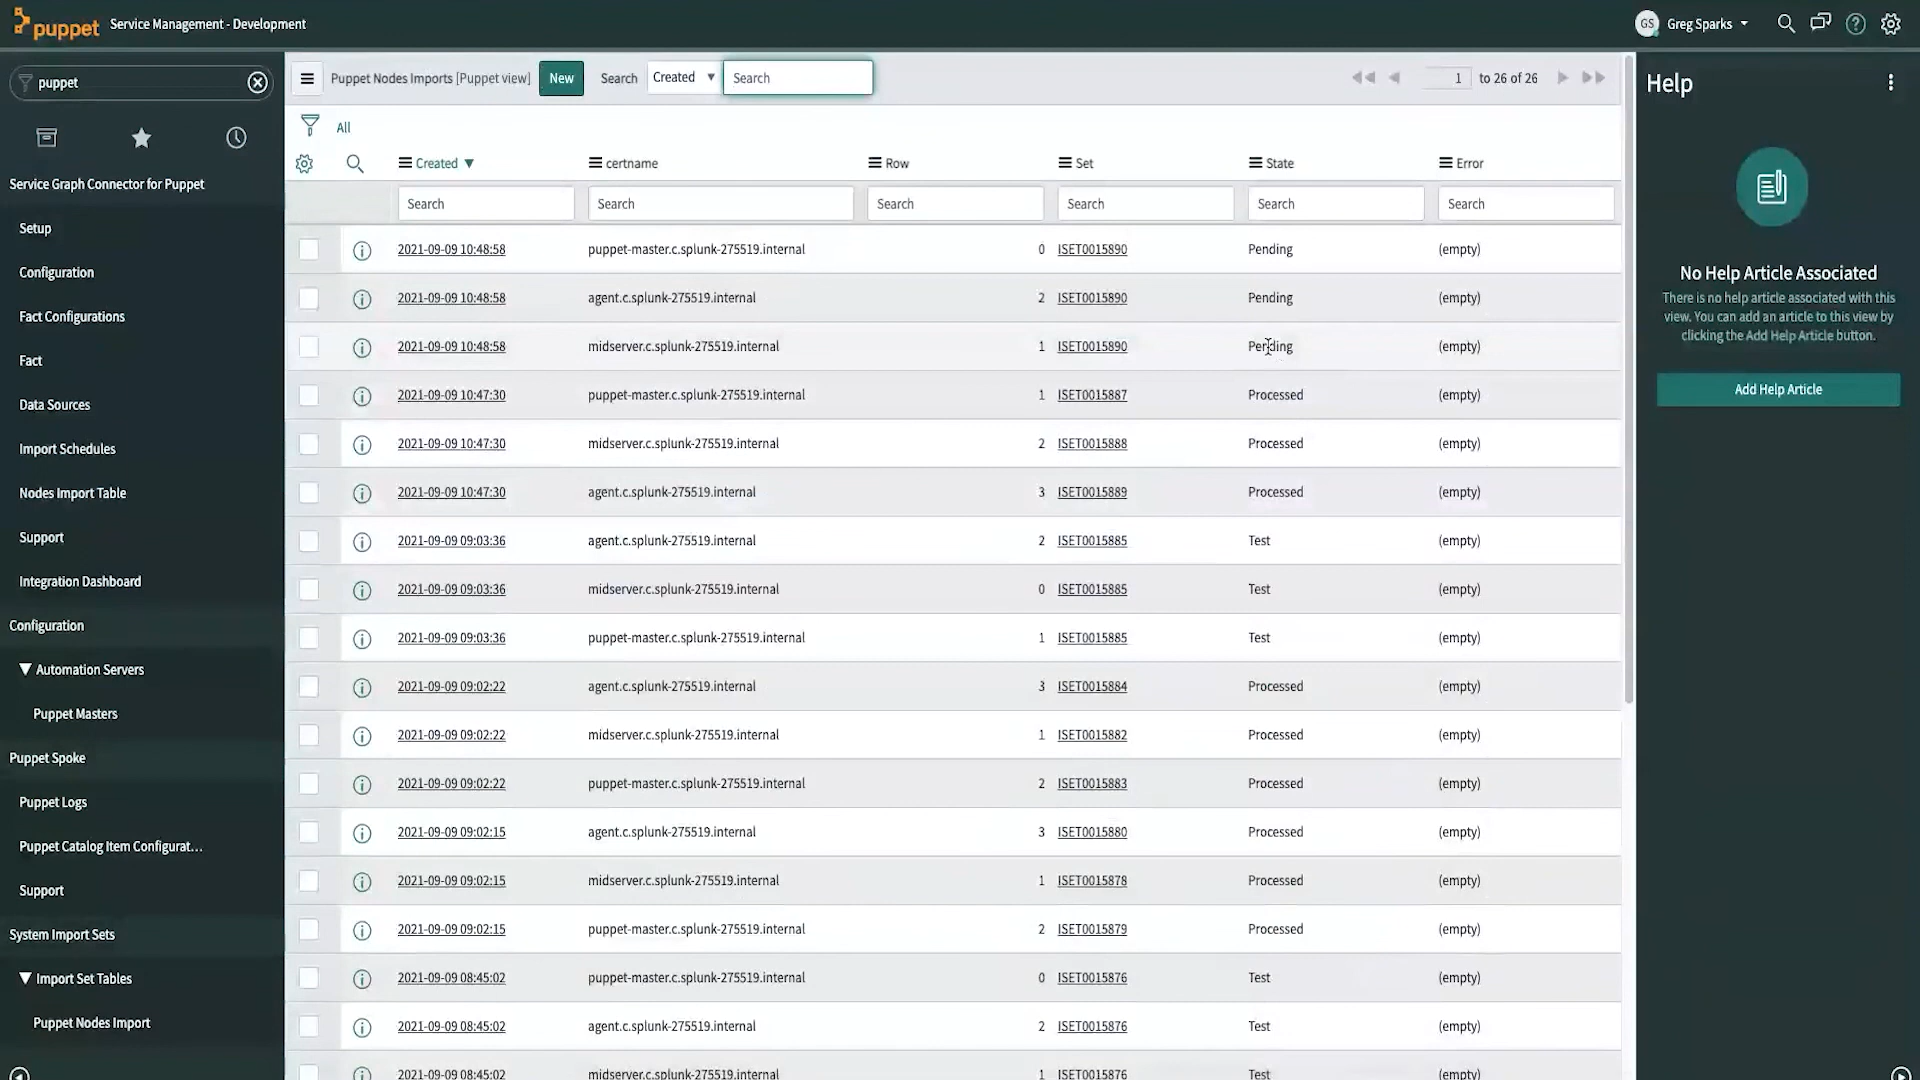 puppet Service Management - Development
GS Greg Sparks
puppet
Service Graph Connector for Puppet
Setup
Configuration
Fact Configurations
Fact
Data Sources
Import Schedules
Nodes Import Table
Support
Integration Dashboard
Configuration
▼ Automation Servers
Puppet Masters
Puppet Spoke
Puppet Logs
Puppet Catalog Item Configurat...
Support
System Import Sets
▼ Import Set Tables
Puppet Nodes Import
Puppet Nodes Imports [Puppet view] New Search Created ▼ Search 1 to 26 of 26
All
Created ▼ certname Row Set State Error
Search Search Search Search Search Search
2021-09-09 10:48:58 puppet-master.c.splunk-275519.internal 0 ISET0015890 Pending (empty)
2021-09-09 10:48:58 agent.c.splunk-275519.internal 2 ISET0015890 Pending (empty)
2021-09-09 10:48:58 midserver.c.splunk-275519.internal 1 ISET0015890 Pending (empty)
2021-09-09 10:47:30 puppet-master.c.splunk-275519.internal 1 ISET0015887 Processed (empty)
2021-09-09 10:47:30 midserver.c.splunk-275519.internal 2 ISET0015888 Processed (empty)
2021-09-09 10:47:30 agent.c.splunk-275519.internal 3 ISET0015889 Processed (empty)
2021-09-09 09:03:36 agent.c.splunk-275519.internal 2 ISET0015885 Test (empty)
2021-09-09 09:03:36 midserver.c.splunk-275519.internal 0 ISET0015885 Test (empty)
2021-09-09 09:03:36 puppet-master.c.splunk-275519.internal 1 ISET0015885 Test (empty)
2021-09-09 09:02:22 agent.c.splunk-275519.internal 3 ISET0015884 Processed (empty)
2021-09-09 09:02:22 midserver.c.splunk-275519.internal 1 ISET0015882 Processed (empty)
2021-09-09 09:02:22 puppet-master.c.splunk-275519.internal 2 ISET0015883 Processed (empty)
2021-09-09 09:02:15 agent.c.splunk-275519.internal 3 ISET0015880 Processed (empty)
2021-09-09 09:02:15 midserver.c.splunk-275519.internal 1 ISET0015878 Processed (empty)
2021-09-09 09:02:15 puppet-master.c.splunk-275519.internal 2 ISET0015879 Processed (empty)
2021-09-09 08:45:02 puppet-master.c.splunk-275519.internal 0 ISET0015876 Test (empty)
2021-09-09 08:45:02 agent.c.splunk-275519.internal 2 ISET0015876 Test (empty)
2021-09-09 08:45:02 midserver.c.splunk-275519.internal 1 ISET0015876 Test (empty)
Help
No Help Article Associated
There is no help article associated with this
view. You can add an article to this view by
clicking the Add Help Article button.
Add Help Article